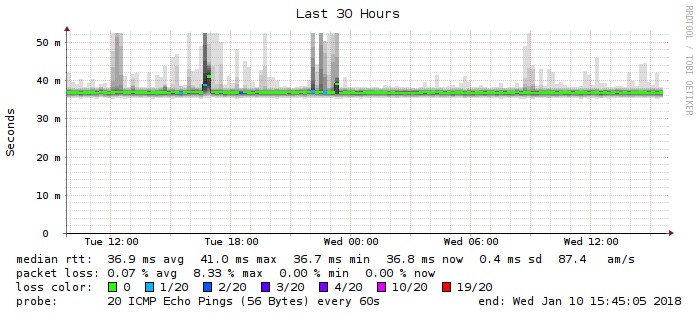 Last 30 Hours
RRDTOOL / TOBI OETIKER
Seconds
50 m
40 m
30 m
20 m
10 m
0
Tue 12:00 Tue 18:00 Wed 00:00 Wed 06:00 Wed 12:00
median rtt: 36.9 ms avg 41.0 ms max 36.7 ms min 36.8 ms now 0.4 ms sd 87.4 am/s
packet loss: 0.07 % avg 8.33 % max 0.00 % min 0.00 % now
loss color: 0 1/20 2/20 3/20 4/20 10/20 19/20
probe: 20 ICMP Echo Pings (56 Bytes) every 60s end: Wed Jan 10 15:45:05 2018